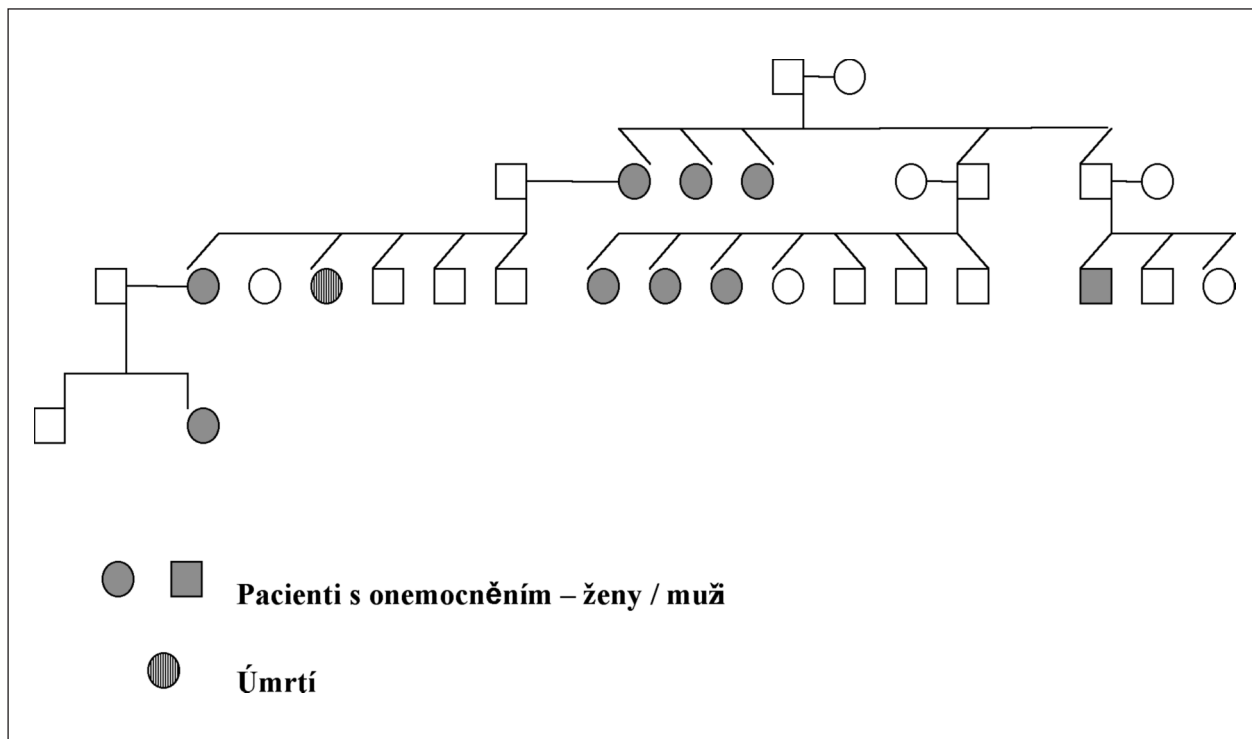 Pacienti s onemocněním – ženy / muži
Úmrtí